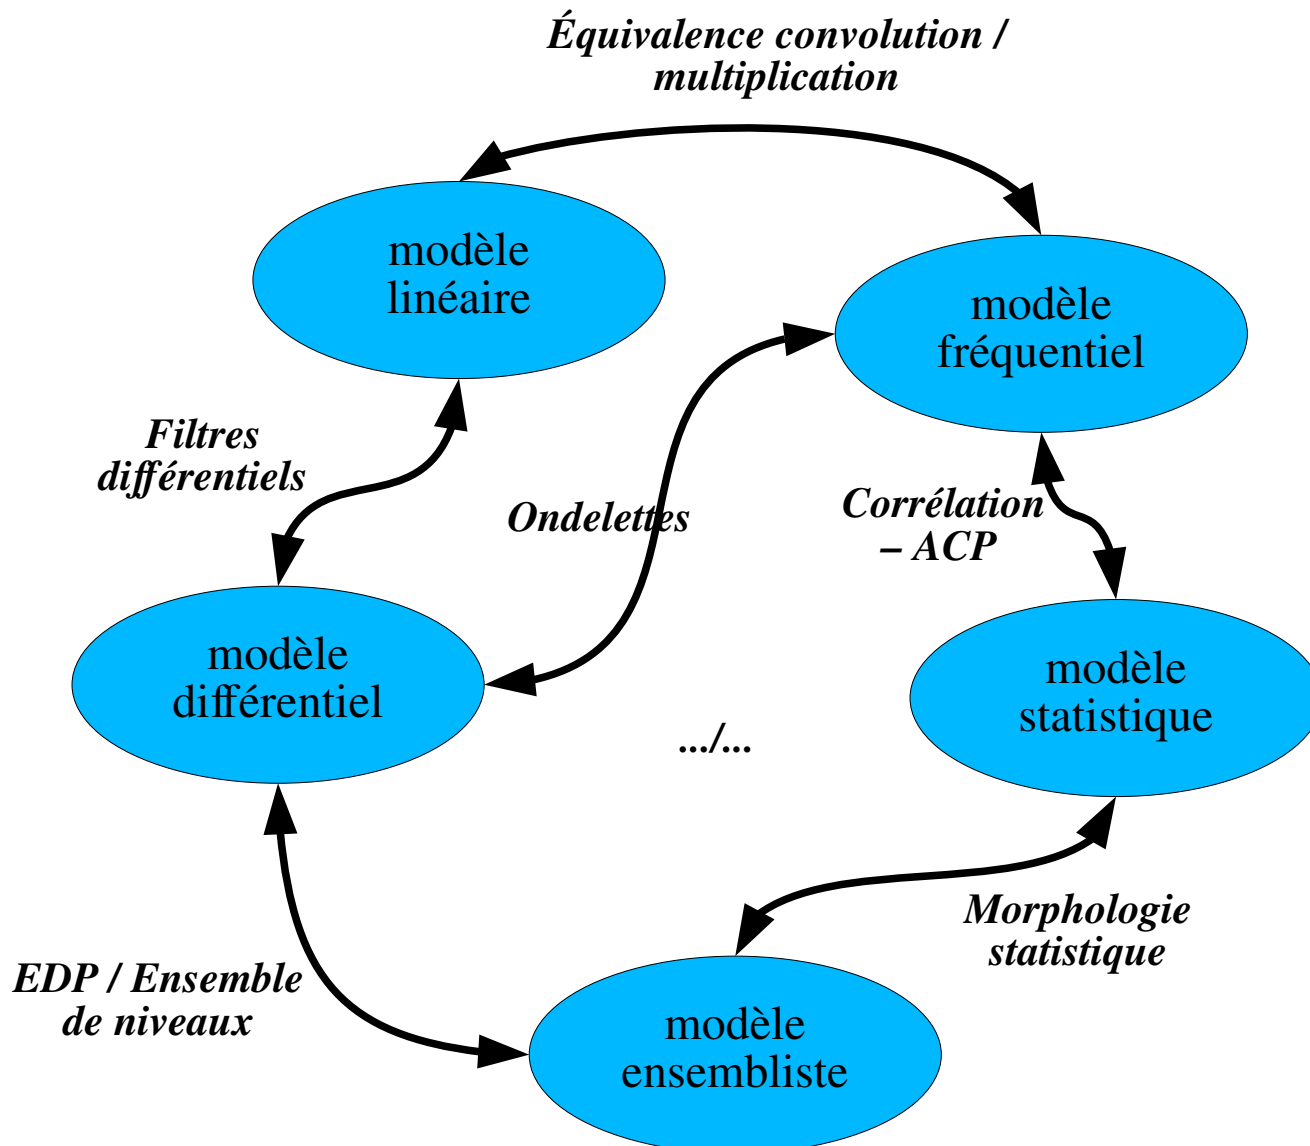 Équivalence convolution /
multiplication
modèle
linéaire
modèle
fréquentiel
Filtres
différentiels
Ondelettes
Corrélation
– ACP
modèle
différentiel
modèle
statistique
.../...
Morphologie
statistique
EDP / Ensemble
de niveaux
modèle
ensembliste